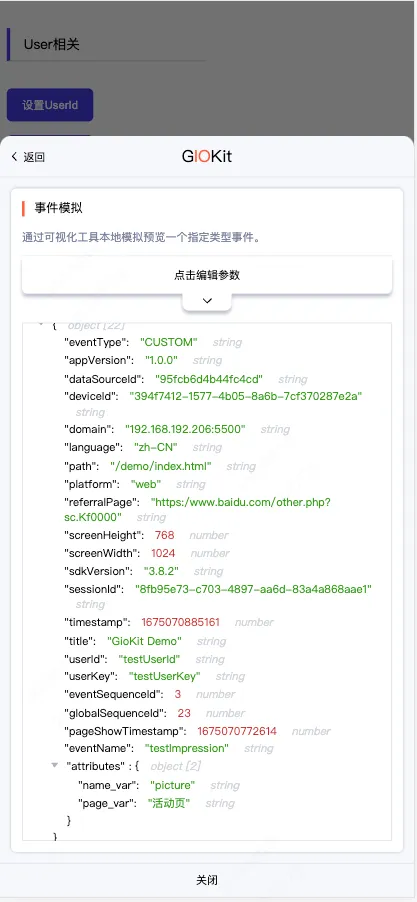 User相关
设置UserId
返回
GIOKit
事件模拟
通过可视化工具本地模拟预览一个指定类型事件。
点击编辑参数
{ object [22]
"eventType": "CUSTOM" string
"appVersion": "1.0.0" string
"dataSourceId": "95fcb6d4b44fc4cd" string
"deviceId": "394f7412-1577-4b05-8a6b-7cf370287e2a"
string
"domain": "192.168.192.206:5500" string
"language": "zh-CN" string
"path": "/demo/index.html" string
"platform": "web" string
"referralPage": "https:/www.baidu.com/other.php?
sc.Kf0000" string
"screenHeight": 768 number
"screenWidth": 1024 number
"sdkVersion": "3.8.2" string
"sessionId": "8fb95e73-c703-4897-aa6d-83a4a868aae1"
string
"timestamp": 1675070885161 number
"title": "GioKit Demo" string
"userId": "testUserId" string
"userKey": "testUserKey" string
"eventSequenceId": 3 number
"globalSequenceId": 23 number
"pageShowTimestamp": 1675070772614 number
"eventName": "testImpression" string
"attributes" : { object [2]
"name_var": "picture" string
"page_var": "活动页" string
}
}
关闭